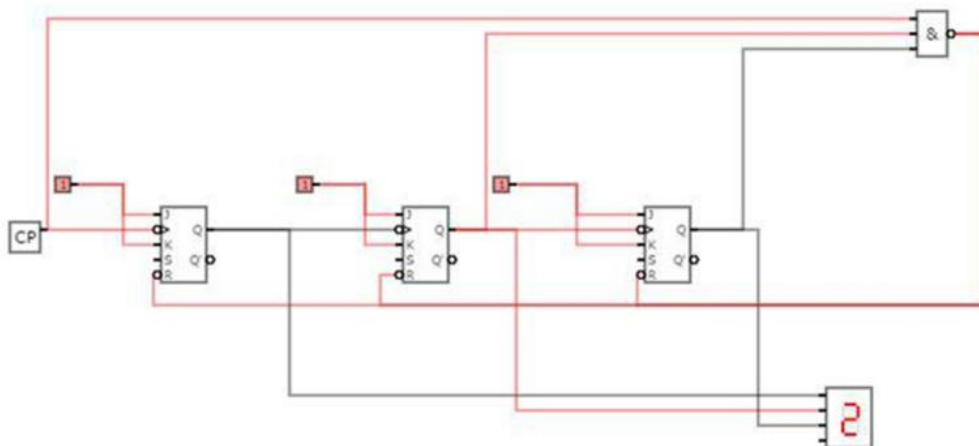 &
1 1 1
J J J
CP Q Q Q
K K K
S Q' S Q' S Q'
R R R
2